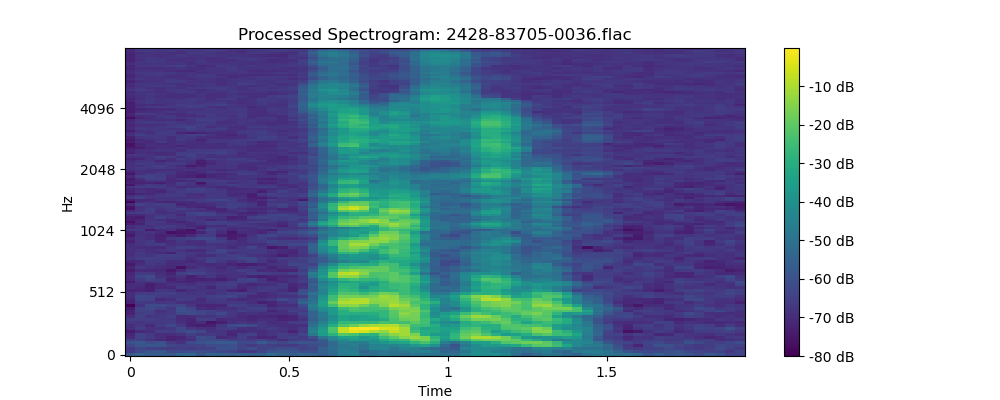 Processed Spectrogram: 2428-83705-0036.flac
Hz
4096
2048
1024
512
0
0
0.5
1
1.5
Time
-10 dB
-20 dB
-30 dB
-40 dB
-50 dB
-60 dB
-70 dB
-80 dB